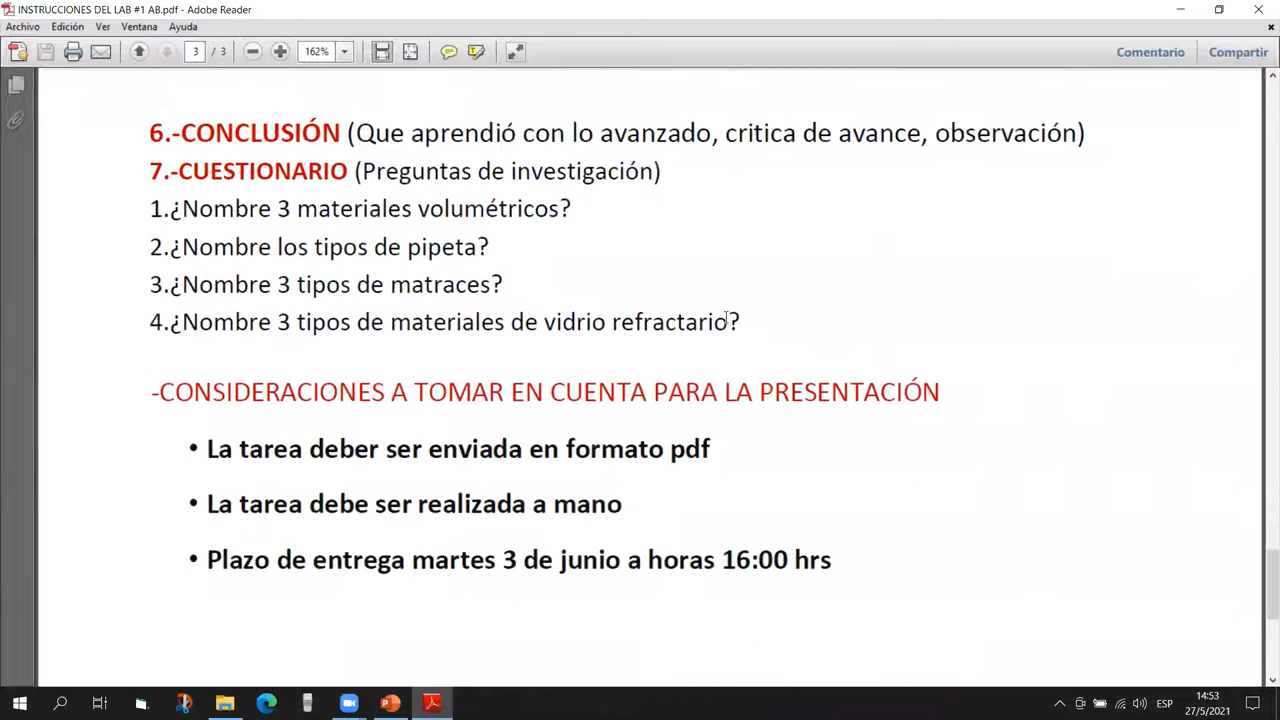 INSTRUCCIONES DEL LAB #1 AB.pdf - Adobe Reader
Archivo Edición Ver Ventana Ayuda
3 / 3 162% Comentario Compartir
6.-CONCLUSIÓN (Que aprendió con lo avanzado, critica de avance, observación)
7.-CUESTIONARIO (Preguntas de investigación)
1.¿Nombre 3 materiales volumétricos?
2.¿Nombre los tipos de pipeta?
3.¿Nombre 3 tipos de matraces?
4.¿Nombre 3 tipos de materiales de vidrio refractario?
-CONSIDERACIONES A TOMAR EN CUENTA PARA LA PRESENTACIÓN
• La tarea deber ser enviada en formato pdf
• La tarea debe ser realizada a mano
• Plazo de entrega martes 3 de junio a horas 16:00 hrs
ESP
14:53
27/5/2021